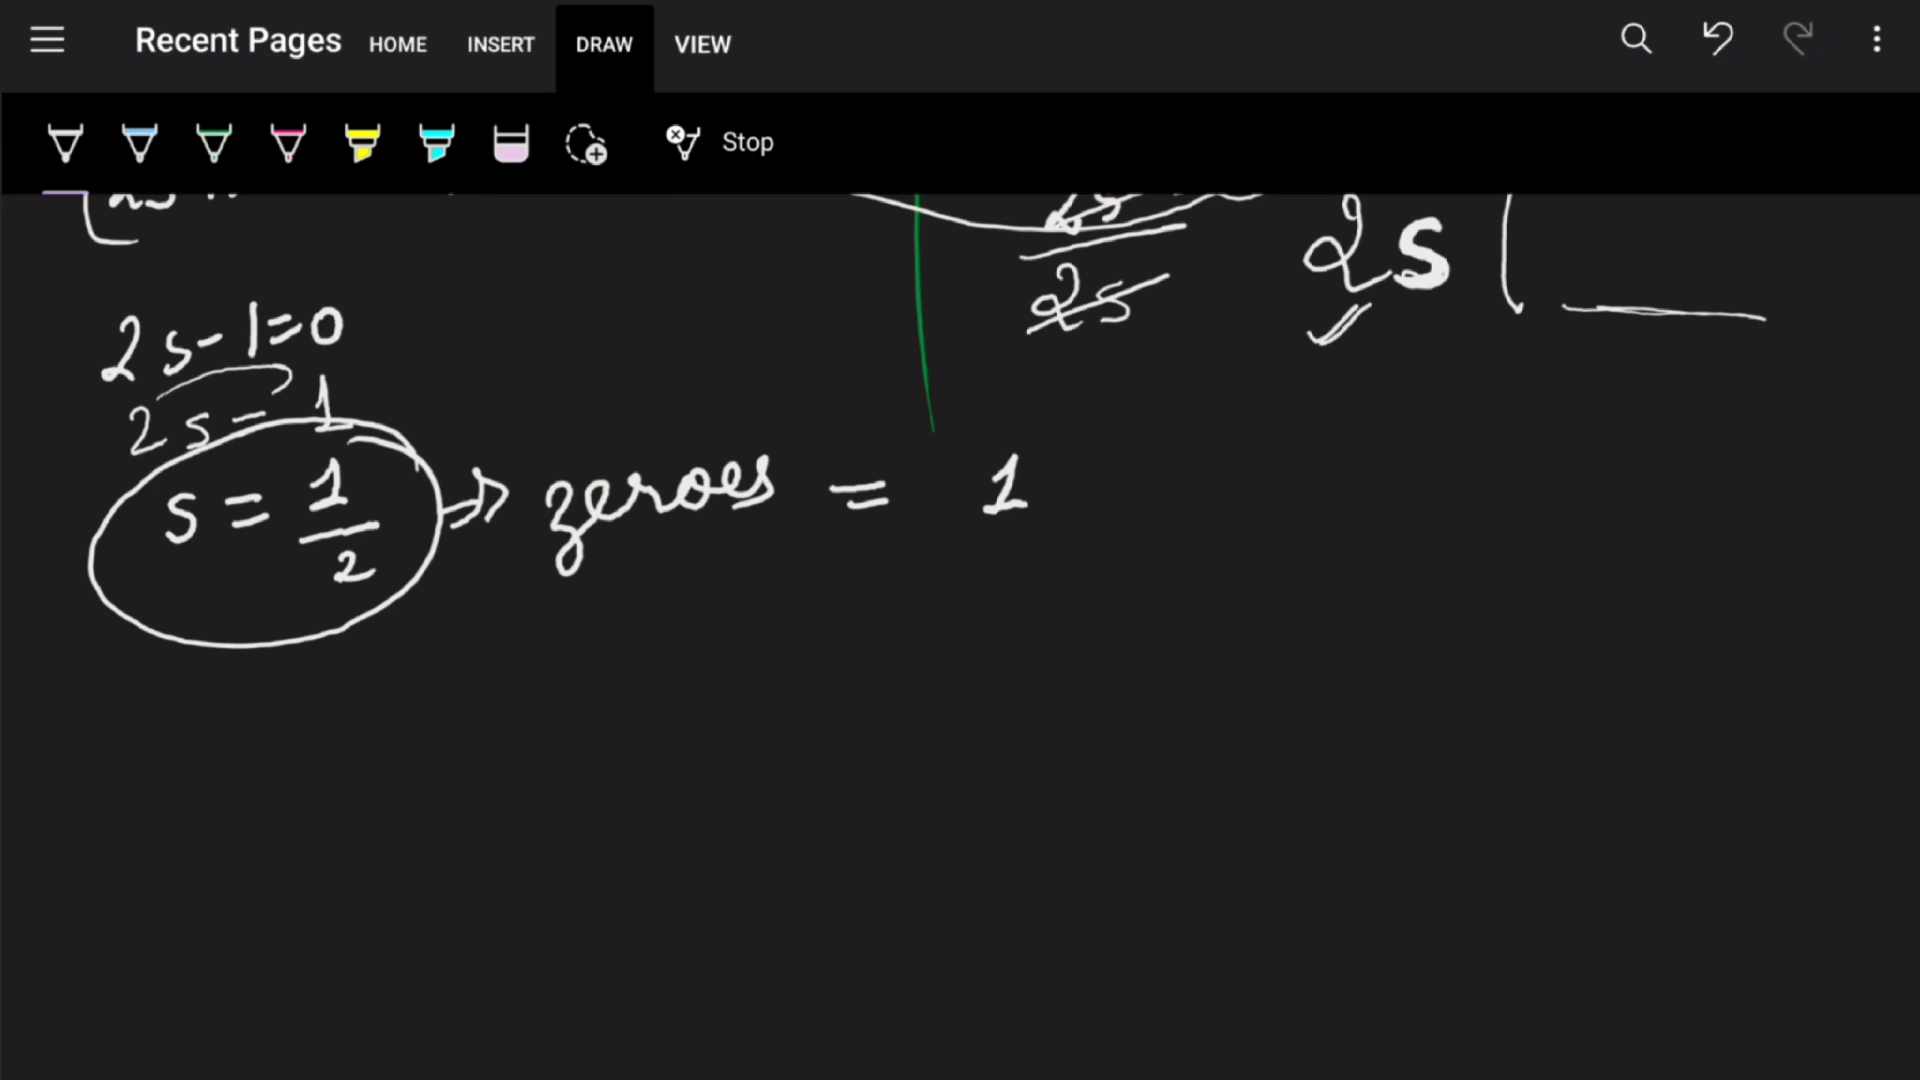 Recent Pages HOME INSERT DRAW VIEW
Stop
2s
2s
2s-1=0
2s = 1
s = 1/2 => zeroes = 1